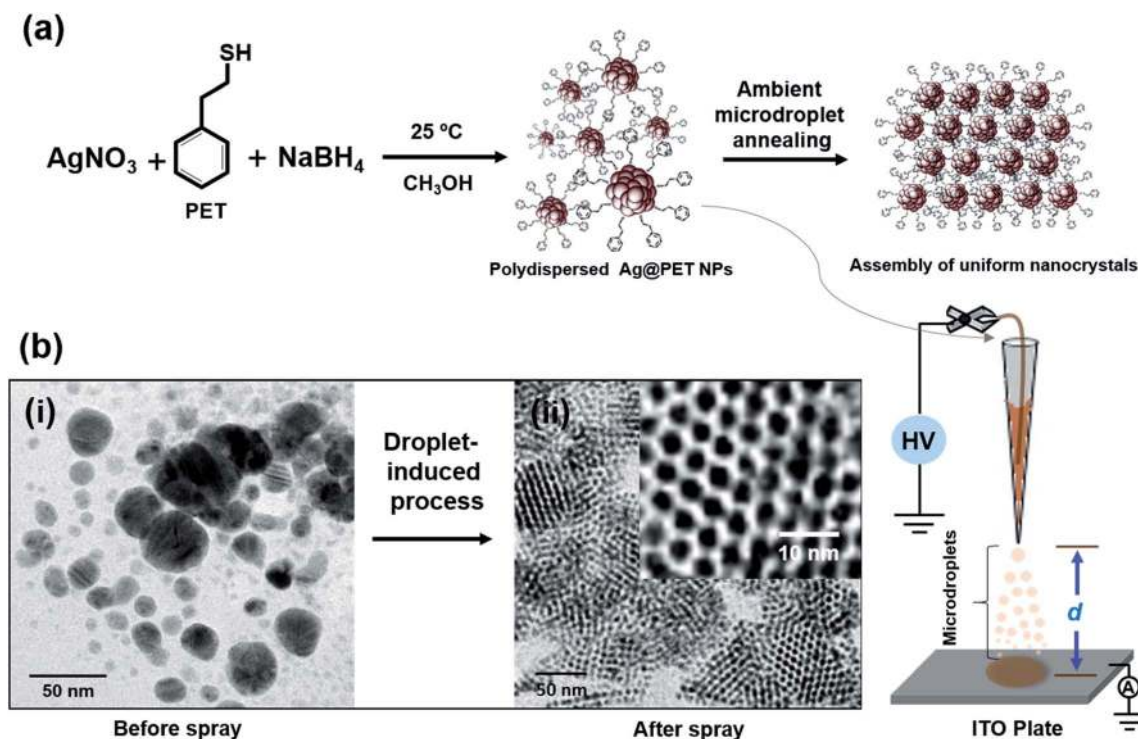 (a)
SH
AgNO3 + + NaBH4
PET
25 ºC
CH3OH
Polydispersed Ag@PET NPs
Ambient
microdroplet
annealing
Assembly of uniform nanocrystals
(b)
(i)
50 nm
Before spray
Droplet-
induced
process
(ii)
10 nm
50 nm
After spray
HV
Microdroplets
d
A
ITO Plate